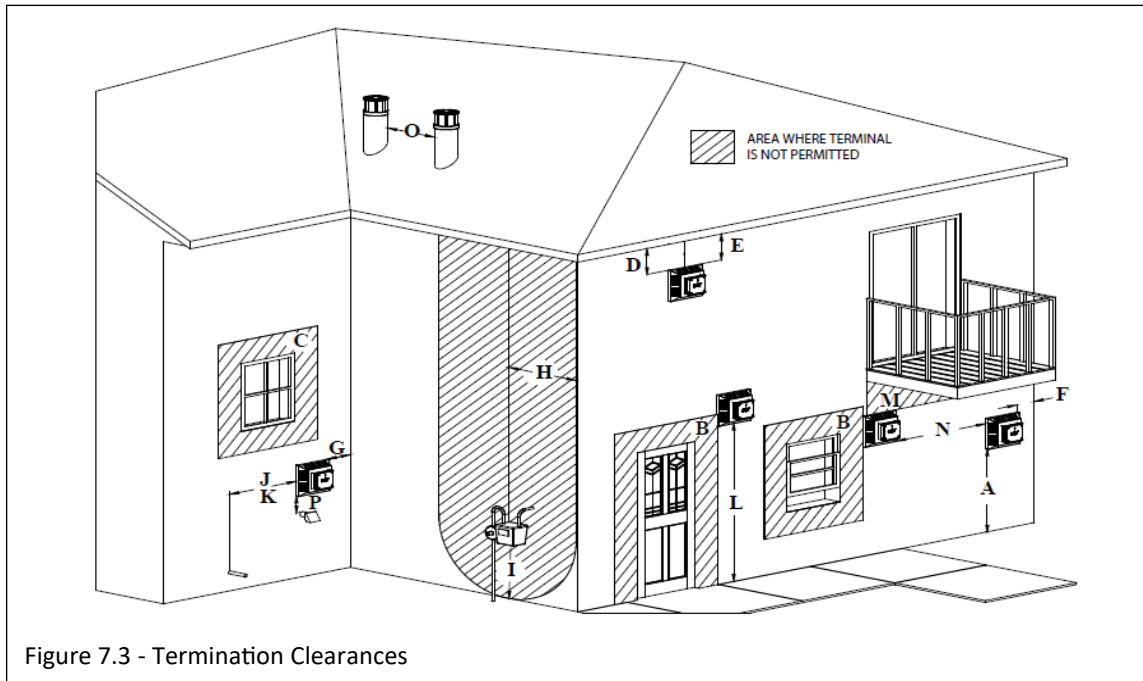 O
AREA WHERE TERMINAL
IS NOT PERMITTED
D
E
C
H
F
M
B
B
N
G
J
K
P
L
A
I
Figure 7.3 - Termination Clearances